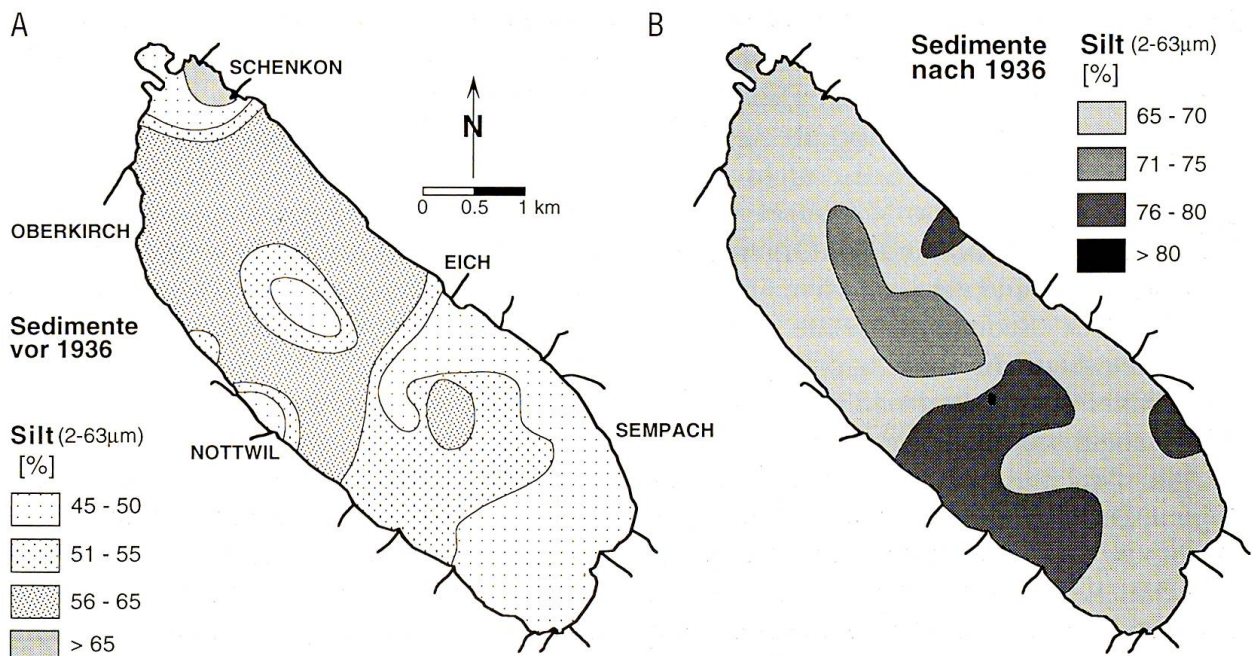 A
SCHENKON
N
0 0.5 1 km
OBERKIRCH
EICH
Sedimente
vor 1936
Silt (2-63µm)
[%]
NOTTWIL
SEMPACH
45 - 50
51 - 55
56 - 65
> 65
B
Sedimente
nach 1936
Silt (2-63µm)
[%]
65 - 70
71 - 75
76 - 80
> 80